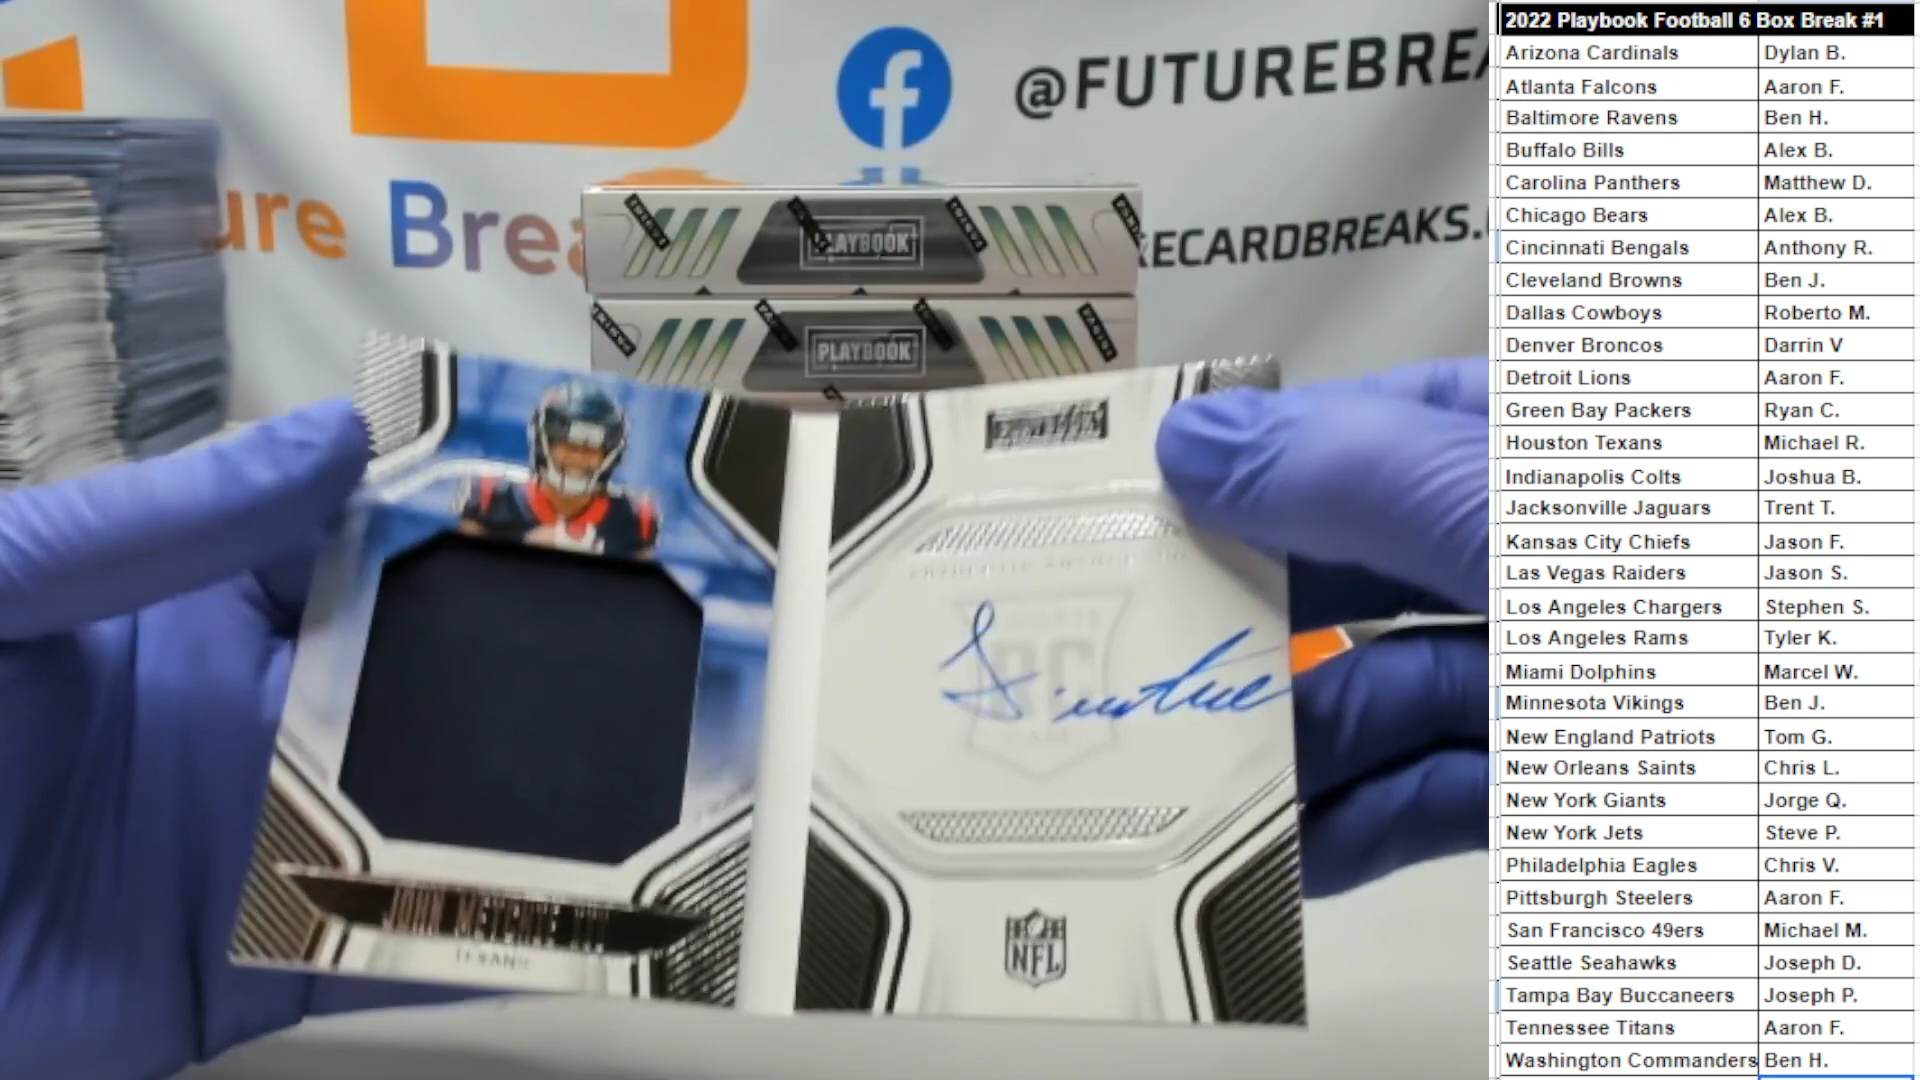 @FUTUREBREA
ure Brea
KECARDBREAKS.
PLAYBOOK
PLAYBOOK
RC
JOHN METCHIE III
TEXANS
NFL
2022 Playbook Football 6 Box Break #1
Arizona Cardinals Dylan B.
Atlanta Falcons Aaron F.
Baltimore Ravens Ben H.
Buffalo Bills Alex B.
Carolina Panthers Matthew D.
Chicago Bears Alex B.
Cincinnati Bengals Anthony R.
Cleveland Browns Ben J.
Dallas Cowboys Roberto M.
Denver Broncos Darrin V
Detroit Lions Aaron F.
Green Bay Packers Ryan C.
Houston Texans Michael R.
Indianapolis Colts Joshua B.
Jacksonville Jaguars Trent T.
Kansas City Chiefs Jason F.
Las Vegas Raiders Jason S.
Los Angeles Chargers Stephen S.
Los Angeles Rams Tyler K.
Miami Dolphins Marcel W.
Minnesota Vikings Ben J.
New England Patriots Tom G.
New Orleans Saints Chris L.
New York Giants Jorge Q.
New York Jets Steve P.
Philadelphia Eagles Chris V.
Pittsburgh Steelers Aaron F.
San Francisco 49ers Michael M.
Seattle Seahawks Joseph D.
Tampa Bay Buccaneers Joseph P.
Tennessee Titans Aaron F.
Washington Commanders Ben H.